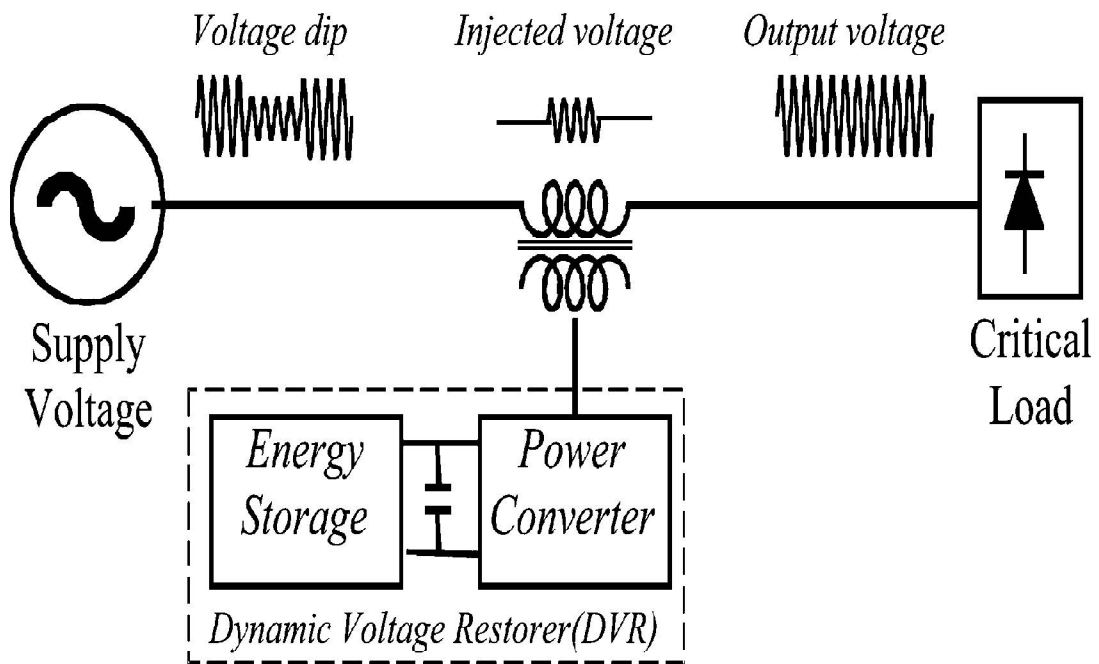 Voltage dip
Injected voltage
Output voltage
Supply
Voltage
Critical
Load
Energy
Storage
Power
Converter
Dynamic Voltage Restorer(DVR)